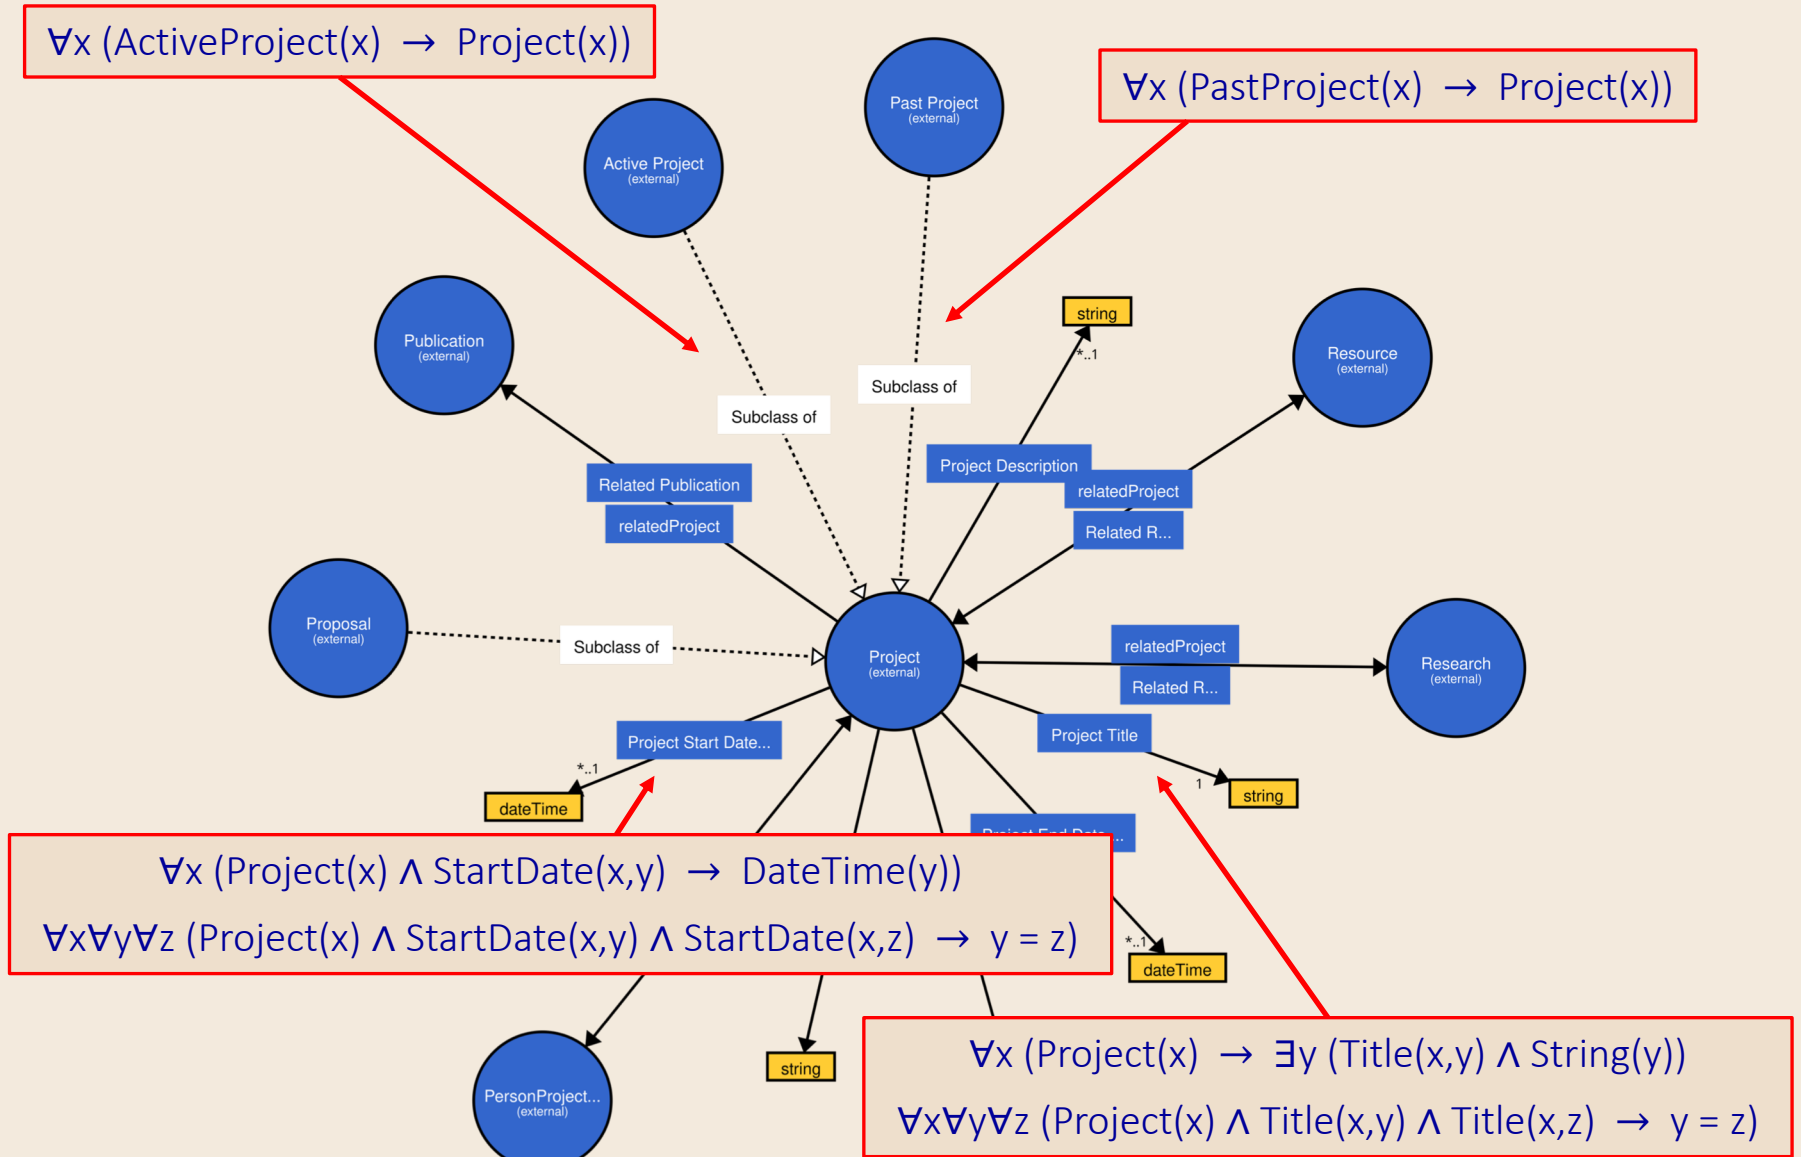 ∀x (ActiveProject(x) → Project(x))
∀x (PastProject(x) → Project(x))
Past Project
(external)
Active Project
(external)
Publication
(external)
string
*..1
Resource
(external)
Subclass of
Subclass of
Project Description
Related Publication
relatedProject
relatedProject
Related R...
Proposal
(external)
Subclass of
Project
(external)
relatedProject
Related R...
Research
(external)
Project Start Date...
Project Title
*..1
dateTime
1
string
Project End Date...
∀x (Project(x) Λ StartDate(x,y) → DateTime(y))
∀x∀y∀z (Project(x) Λ StartDate(x,y) Λ StartDate(x,z) → y = z)
*..1
dateTime
string
PersonProject...
(external)
∀x (Project(x) → ∃y (Title(x,y) Λ String(y))
∀x∀y∀z (Project(x) Λ Title(x,y) Λ Title(x,z) → y = z)